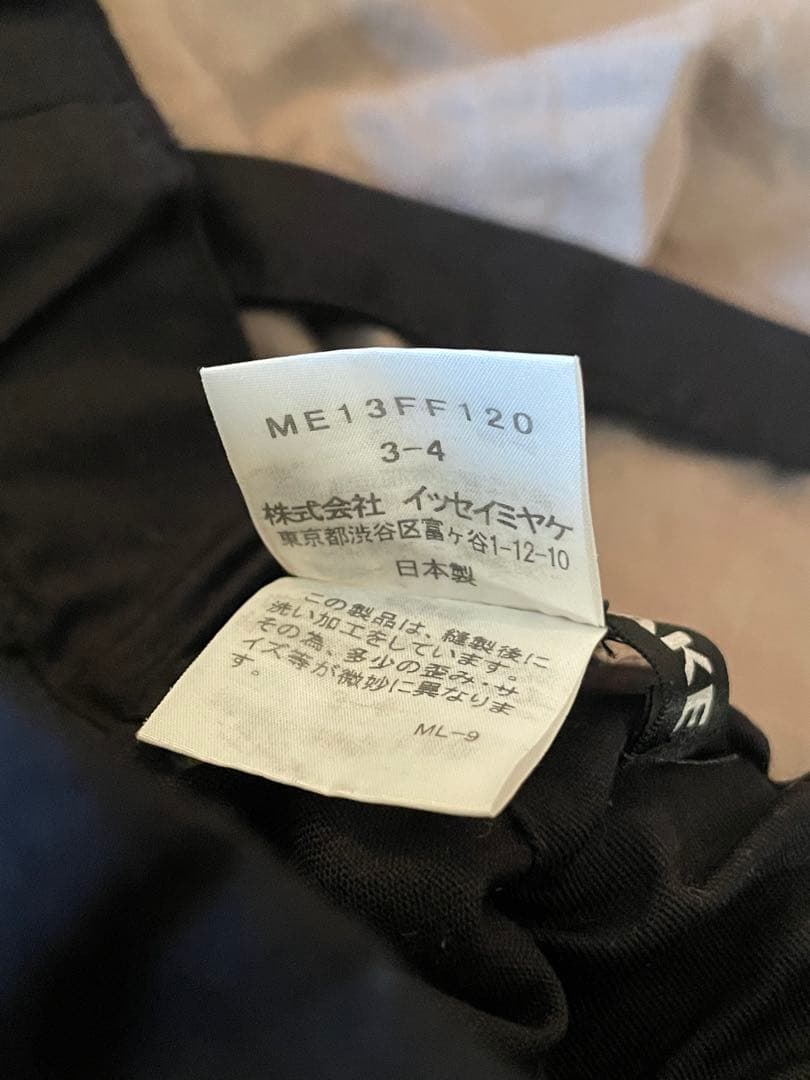 ME13FF120
3-4
株式会社 イッセイミヤケ
東京都渋谷区富ヶ谷1-12-10
日本製
この製品は、縫製後に
洗い加工をしています。
その為、多少の歪み・サ
イズ等が微妙に異なりま
す。
ML-9
KE